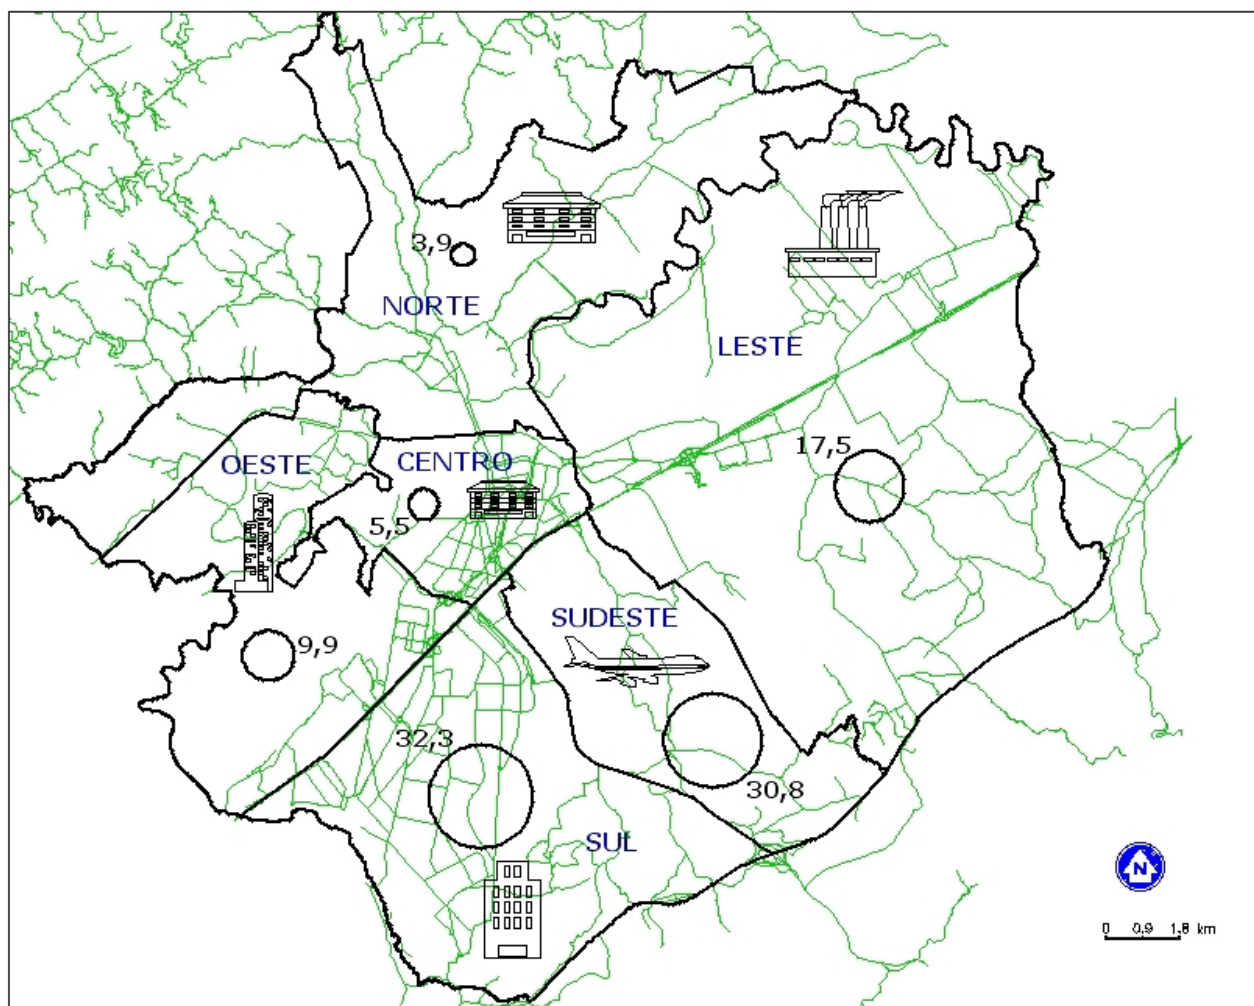 3,9
NORTE
LESTE
17,5
OESTE
CENTRO
5,5
SUDESTE
9,9
32,3
30,8
SUL
N
0 0,9 1,8 km